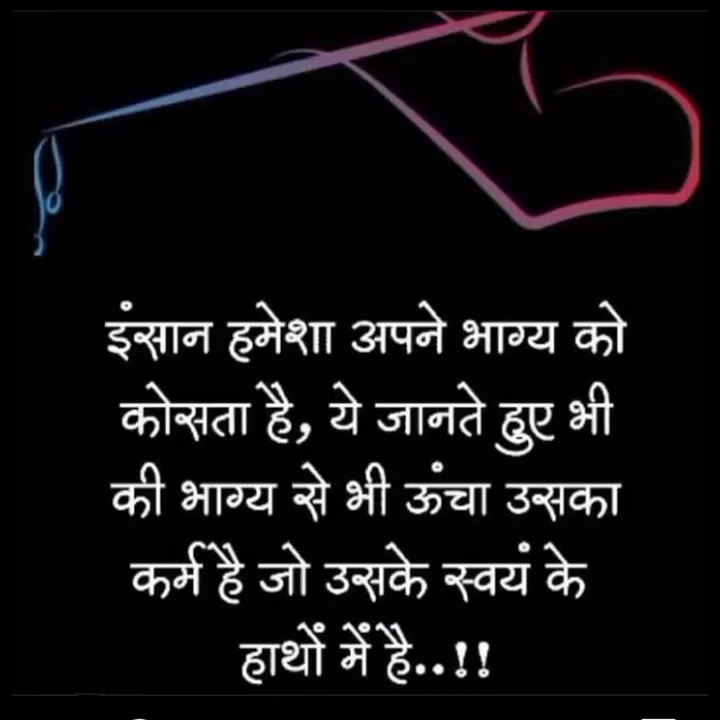 इंसान हमेशा अपने भाग्य को
कोसता है, ये जानते हुए भी
की भाग्य से भी ऊंचा उसका
कर्म है जो उसके स्वयं के
हाथों में है..!!